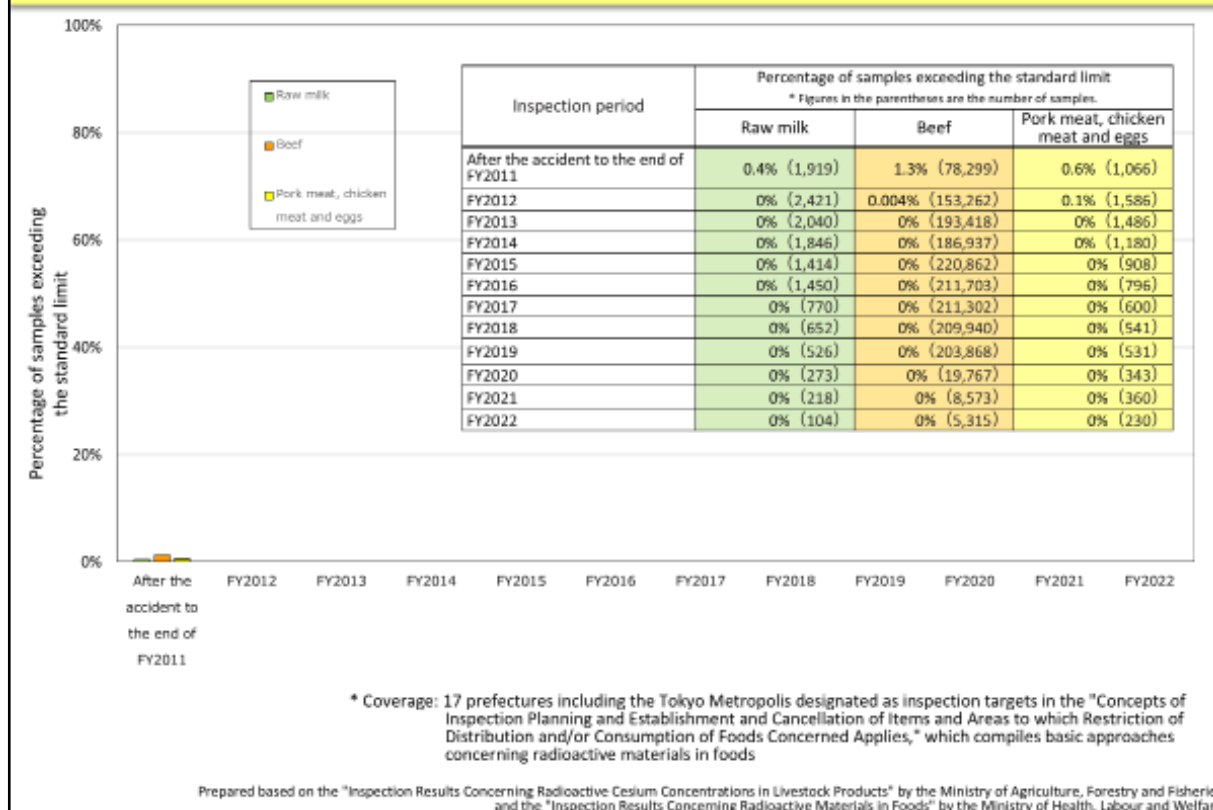 100%
80%
60%
40%
20%
0%
Percentage of samples exceeding
the standard limit
Raw milk
Beef
Pork meat, chicken
meat and eggs
Inspection period
Percentage of samples exceeding the standard limit
* Figures in the parentheses are the number of samples.
Raw milk Beef Pork meat, chicken
meat and eggs
After the accident to the end of
FY2011 0.4% (1,919) 1.3% (78,299) 0.6% (1,066)
FY2012 0% (2,421) 0.004% (153,262) 0.1% (1,586)
FY2013 0% (2,040) 0% (193,418) 0% (1,486)
FY2014 0% (1,846) 0% (186,937) 0% (1,180)
FY2015 0% (1,414) 0% (220,862) 0% (908)
FY2016 0% (1,450) 0% (211,703) 0% (796)
FY2017 0% (770) 0% (211,302) 0% (600)
FY2018 0% (652) 0% (209,940) 0% (541)
FY2019 0% (526) 0% (203,868) 0% (531)
FY2020 0% (273) 0% (19,767) 0% (343)
FY2021 0% (218) 0% (8,573) 0% (360)
FY2022 0% (104) 0% (5,315) 0% (230)
After the
accident to
the end of
FY2011
FY2012 FY2013 FY2014 FY2015 FY2016 FY2017 FY2018 FY2019 FY2020 FY2021 FY2022
* Coverage: 17 prefectures including the Tokyo Metropolis designated as inspection targets in the "Concepts of
Inspection Planning and Establishment and Cancellation of Items and Areas to which Restriction of
Distribution and/or Consumption of Foods Concerned Applies," which compiles basic approaches
concerning radioactive materials in foods
Prepared based on the "Inspection Results Concerning Radioactive Cesium Concentrations in Livestock Products" by the Ministry of Agriculture, Forestry and Fisherie
and the "Inspection Results Concerning Radioactive Materials in Foods" by the Ministry of Health, Labour and Welfa